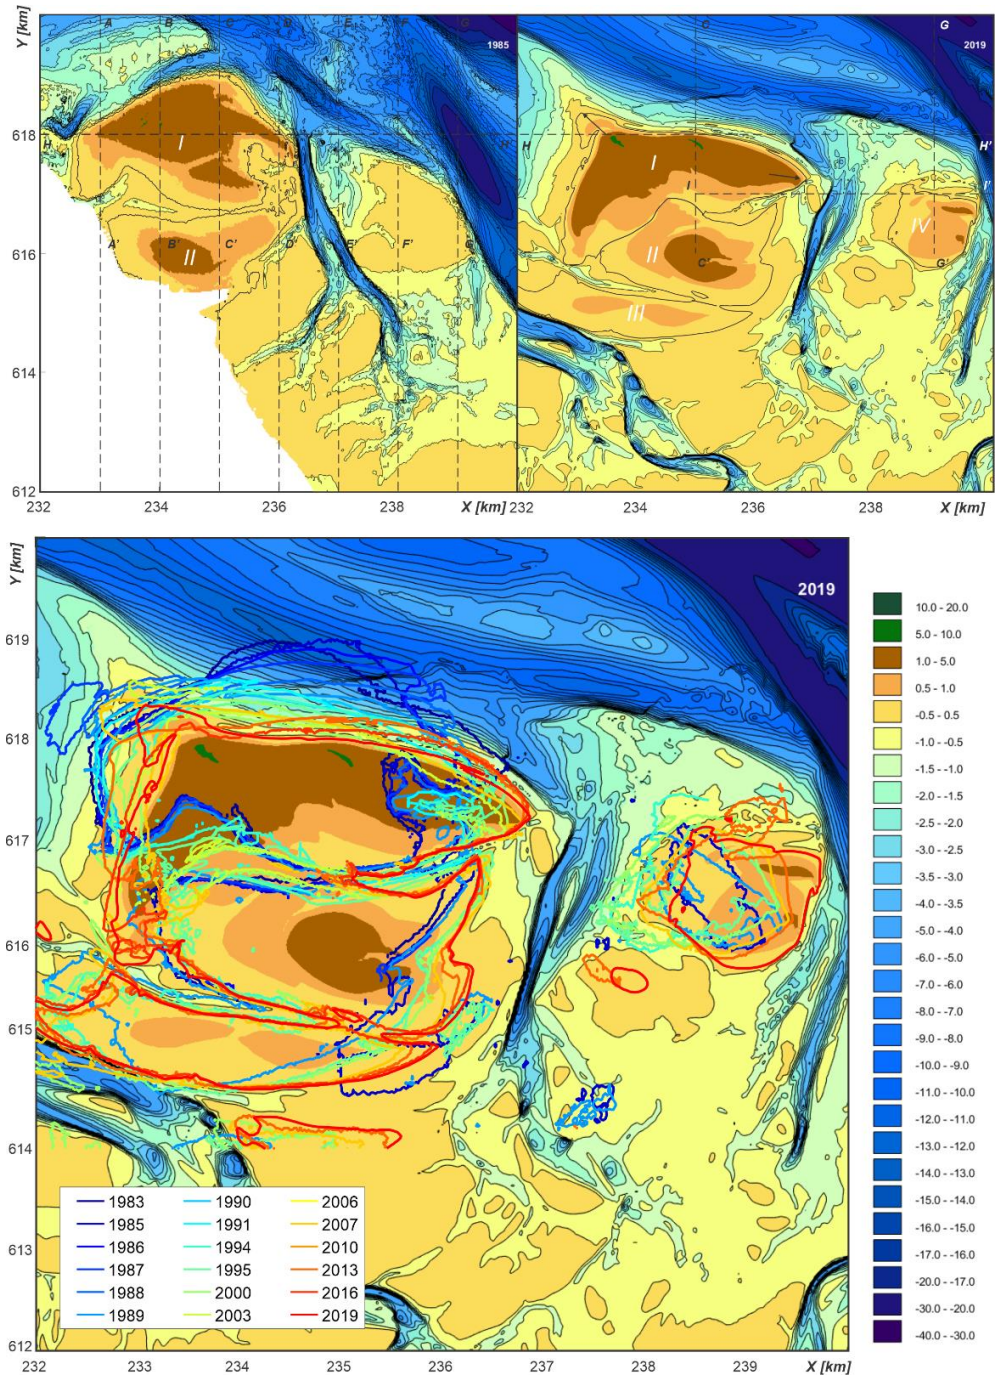 Y [km]
A B C D E F G
1985
618
H H'
I
A' B' C' D' E' F' G'
II
616
614
612
232 234 236 238
X [km]
C G
2019
H H'
I
I I'
IV
II
C' G'
III
232 234 236 238
X [km]
Y [km]
2019
619
618
617
616
615
614
613
612
232 233 234 235 236 237 238 239
X [km]
1983 1990 2006
1985 1991 2007
1986 1994 2010
1987 1995 2013
1988 2000 2016
1989 2003 2019
10.0 - 20.0
5.0 - 10.0
1.0 - 5.0
0.5 - 1.0
-0.5 - 0.5
-1.0 - -0.5
-1.5 - -1.0
-2.0 - -1.5
-2.5 - -2.0
-3.0 - -2.5
-3.5 - -3.0
-4.0 - -3.5
-5.0 - -4.0
-6.0 - -5.0
-7.0 - -6.0
-8.0 - -7.0
-9.0 - -8.0
-10.0 - -9.0
-11.0 - -10.0
-12.0 - -11.0
-13.0 - -12.0
-14.0 - -13.0
-15.0 - -14.0
-16.0 - -15.0
-17.0 - -16.0
-20.0 - -17.0
-30.0 - -20.0
-40.0 - -30.0